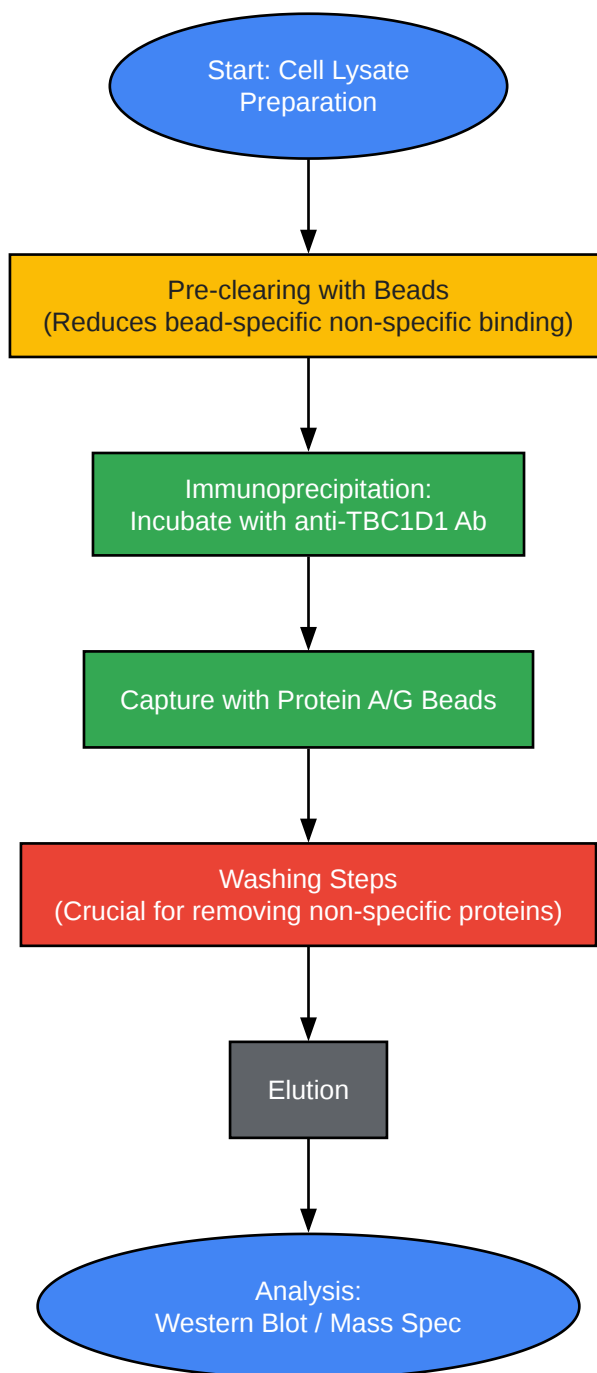 Start: Cell Lysate
Preparation
Pre-clearing with Beads
(Reduces bead-specific non-specific binding)
Immunoprecipitation:
Incubate with anti-TBC1D1 Ab
Capture with Protein A/G Beads
Washing Steps
(Crucial for removing non-specific proteins)
Elution
Analysis:
Western Blot / Mass Spec